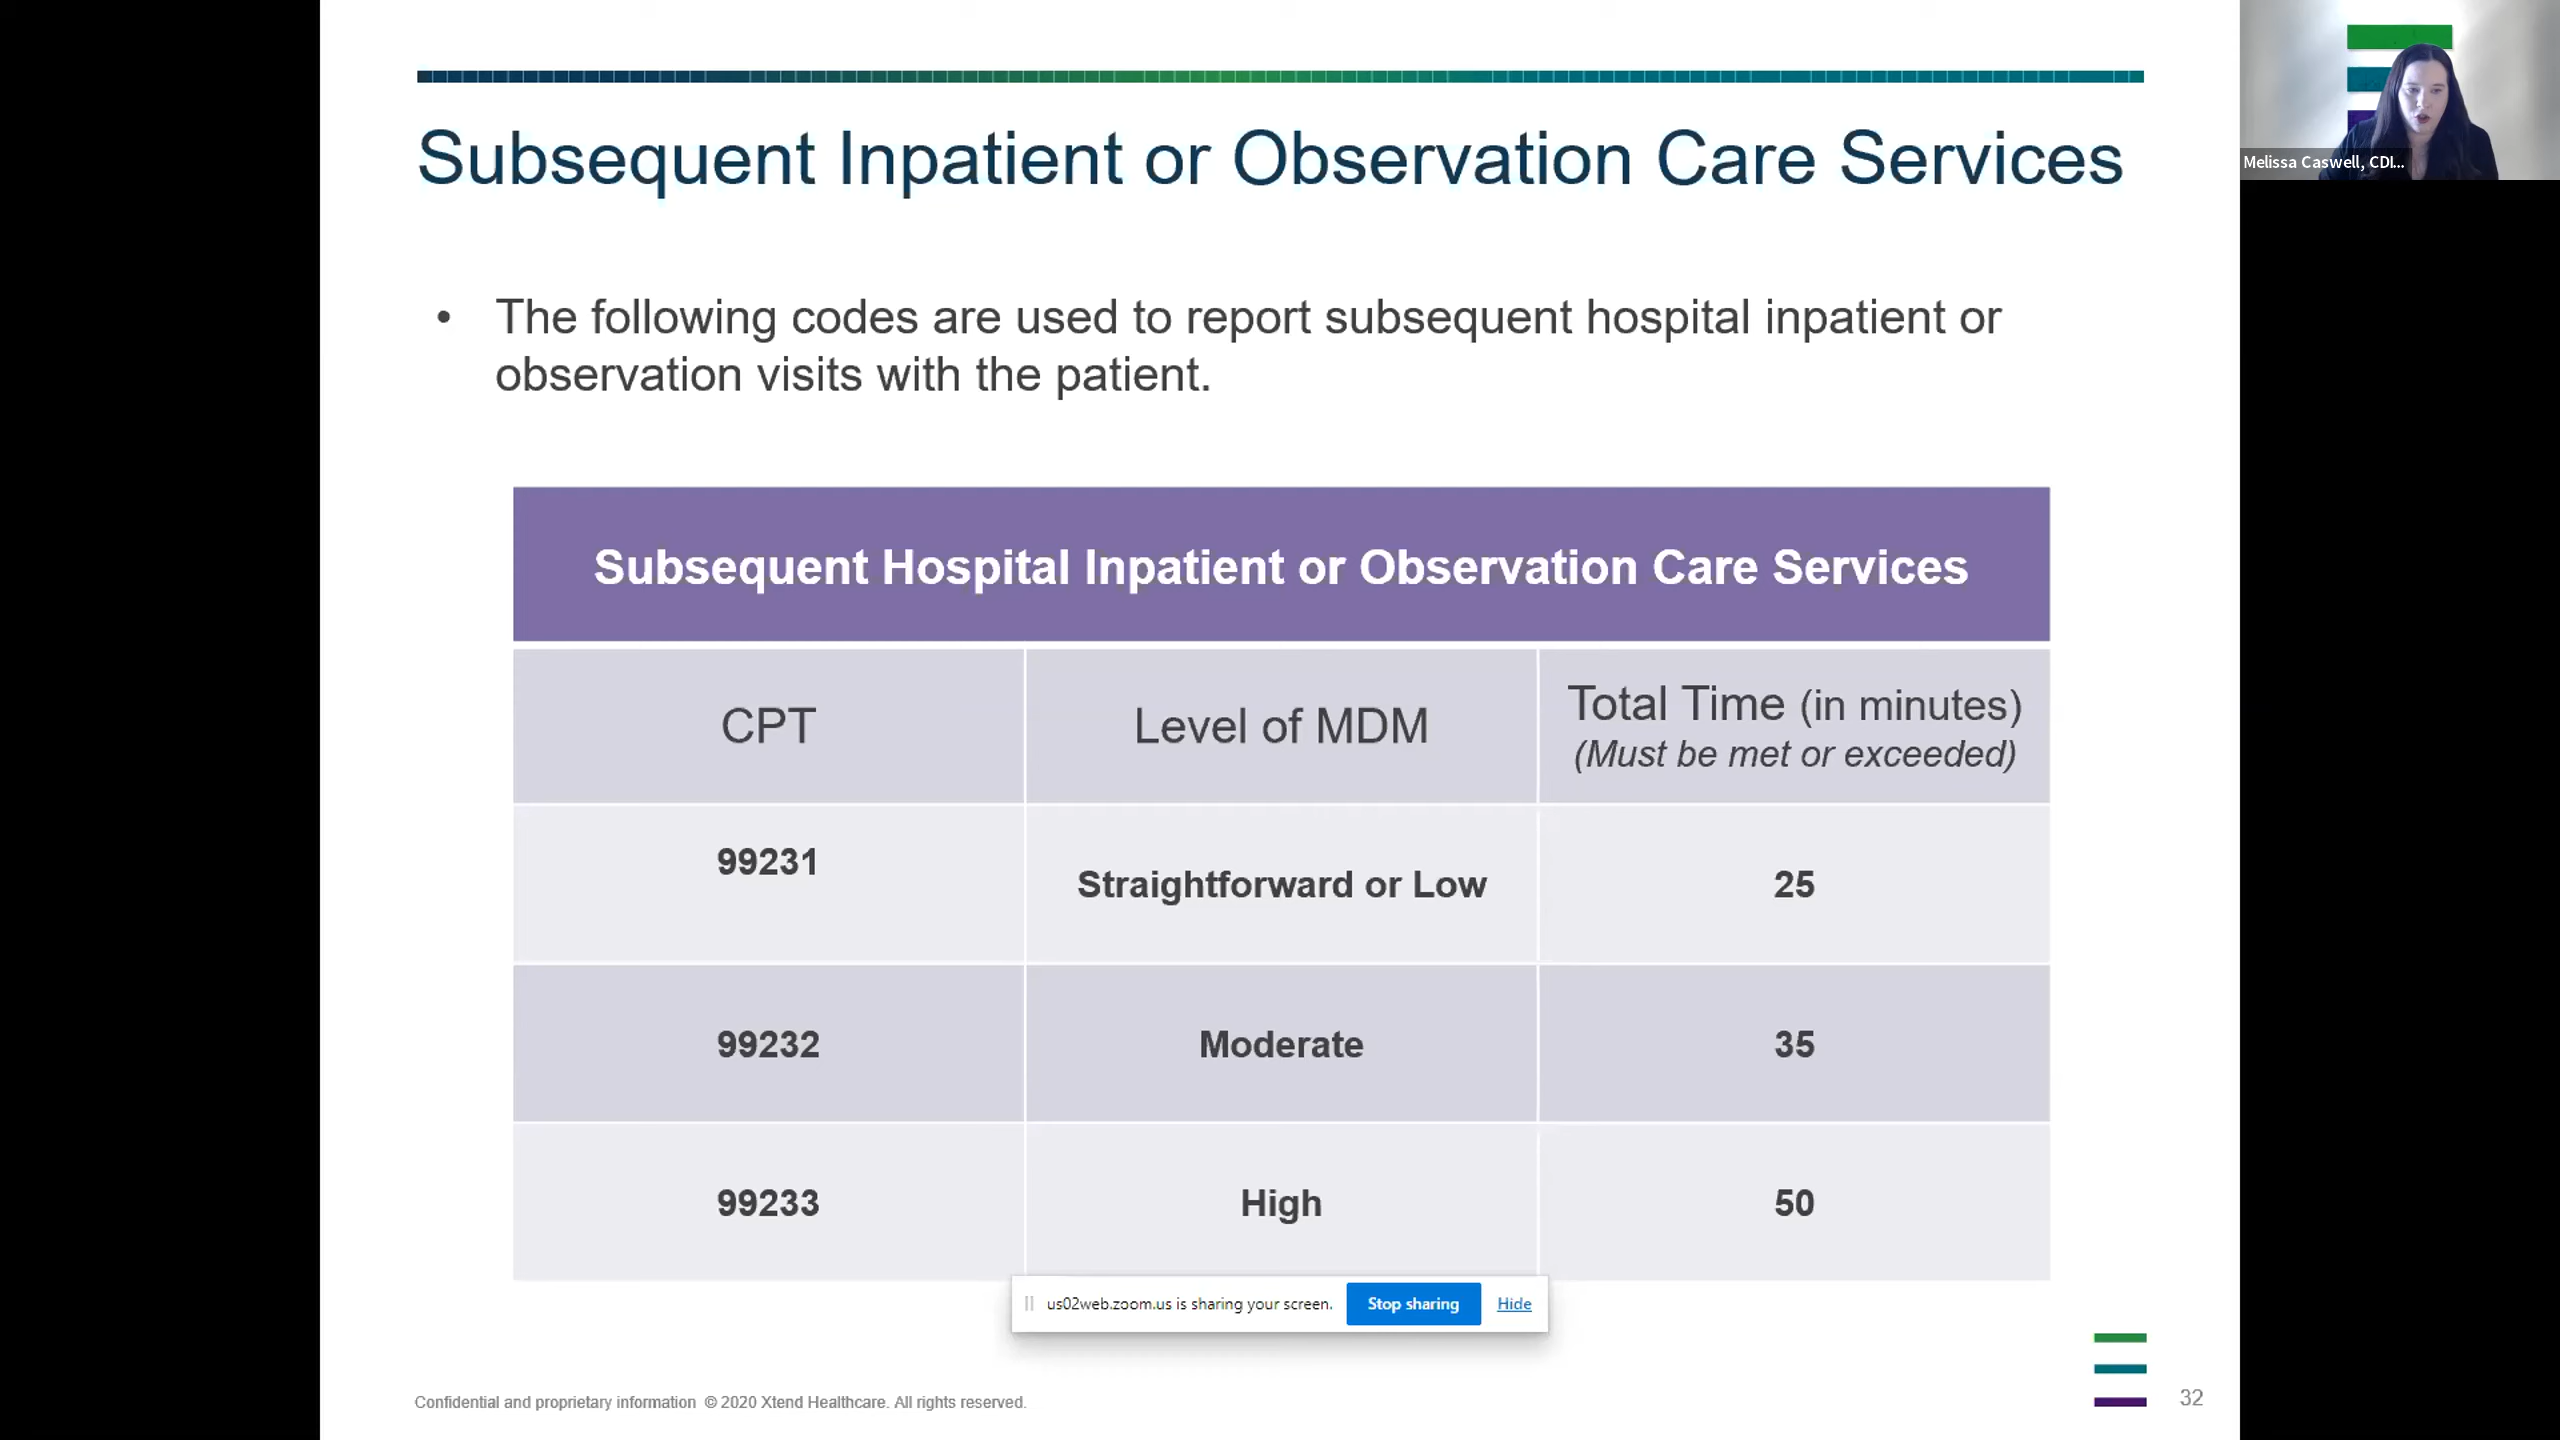 Subsequent Inpatient or Observation Care Services
Melissa Caswell, CDI...
• The following codes are used to report subsequent hospital inpatient or
observation visits with the patient.
Subsequent Hospital Inpatient or Observation Care Services
CPT
Level of MDM
Total Time (in minutes)
(Must be met or exceeded)
99231
Straightforward or Low
25
99232
Moderate
35
99233
High
50
us02web.zoom.us is sharing your screen.
Stop sharing
Hide
Confidential and proprietary information © 2020 Xtend Healthcare. All rights reserved.
32